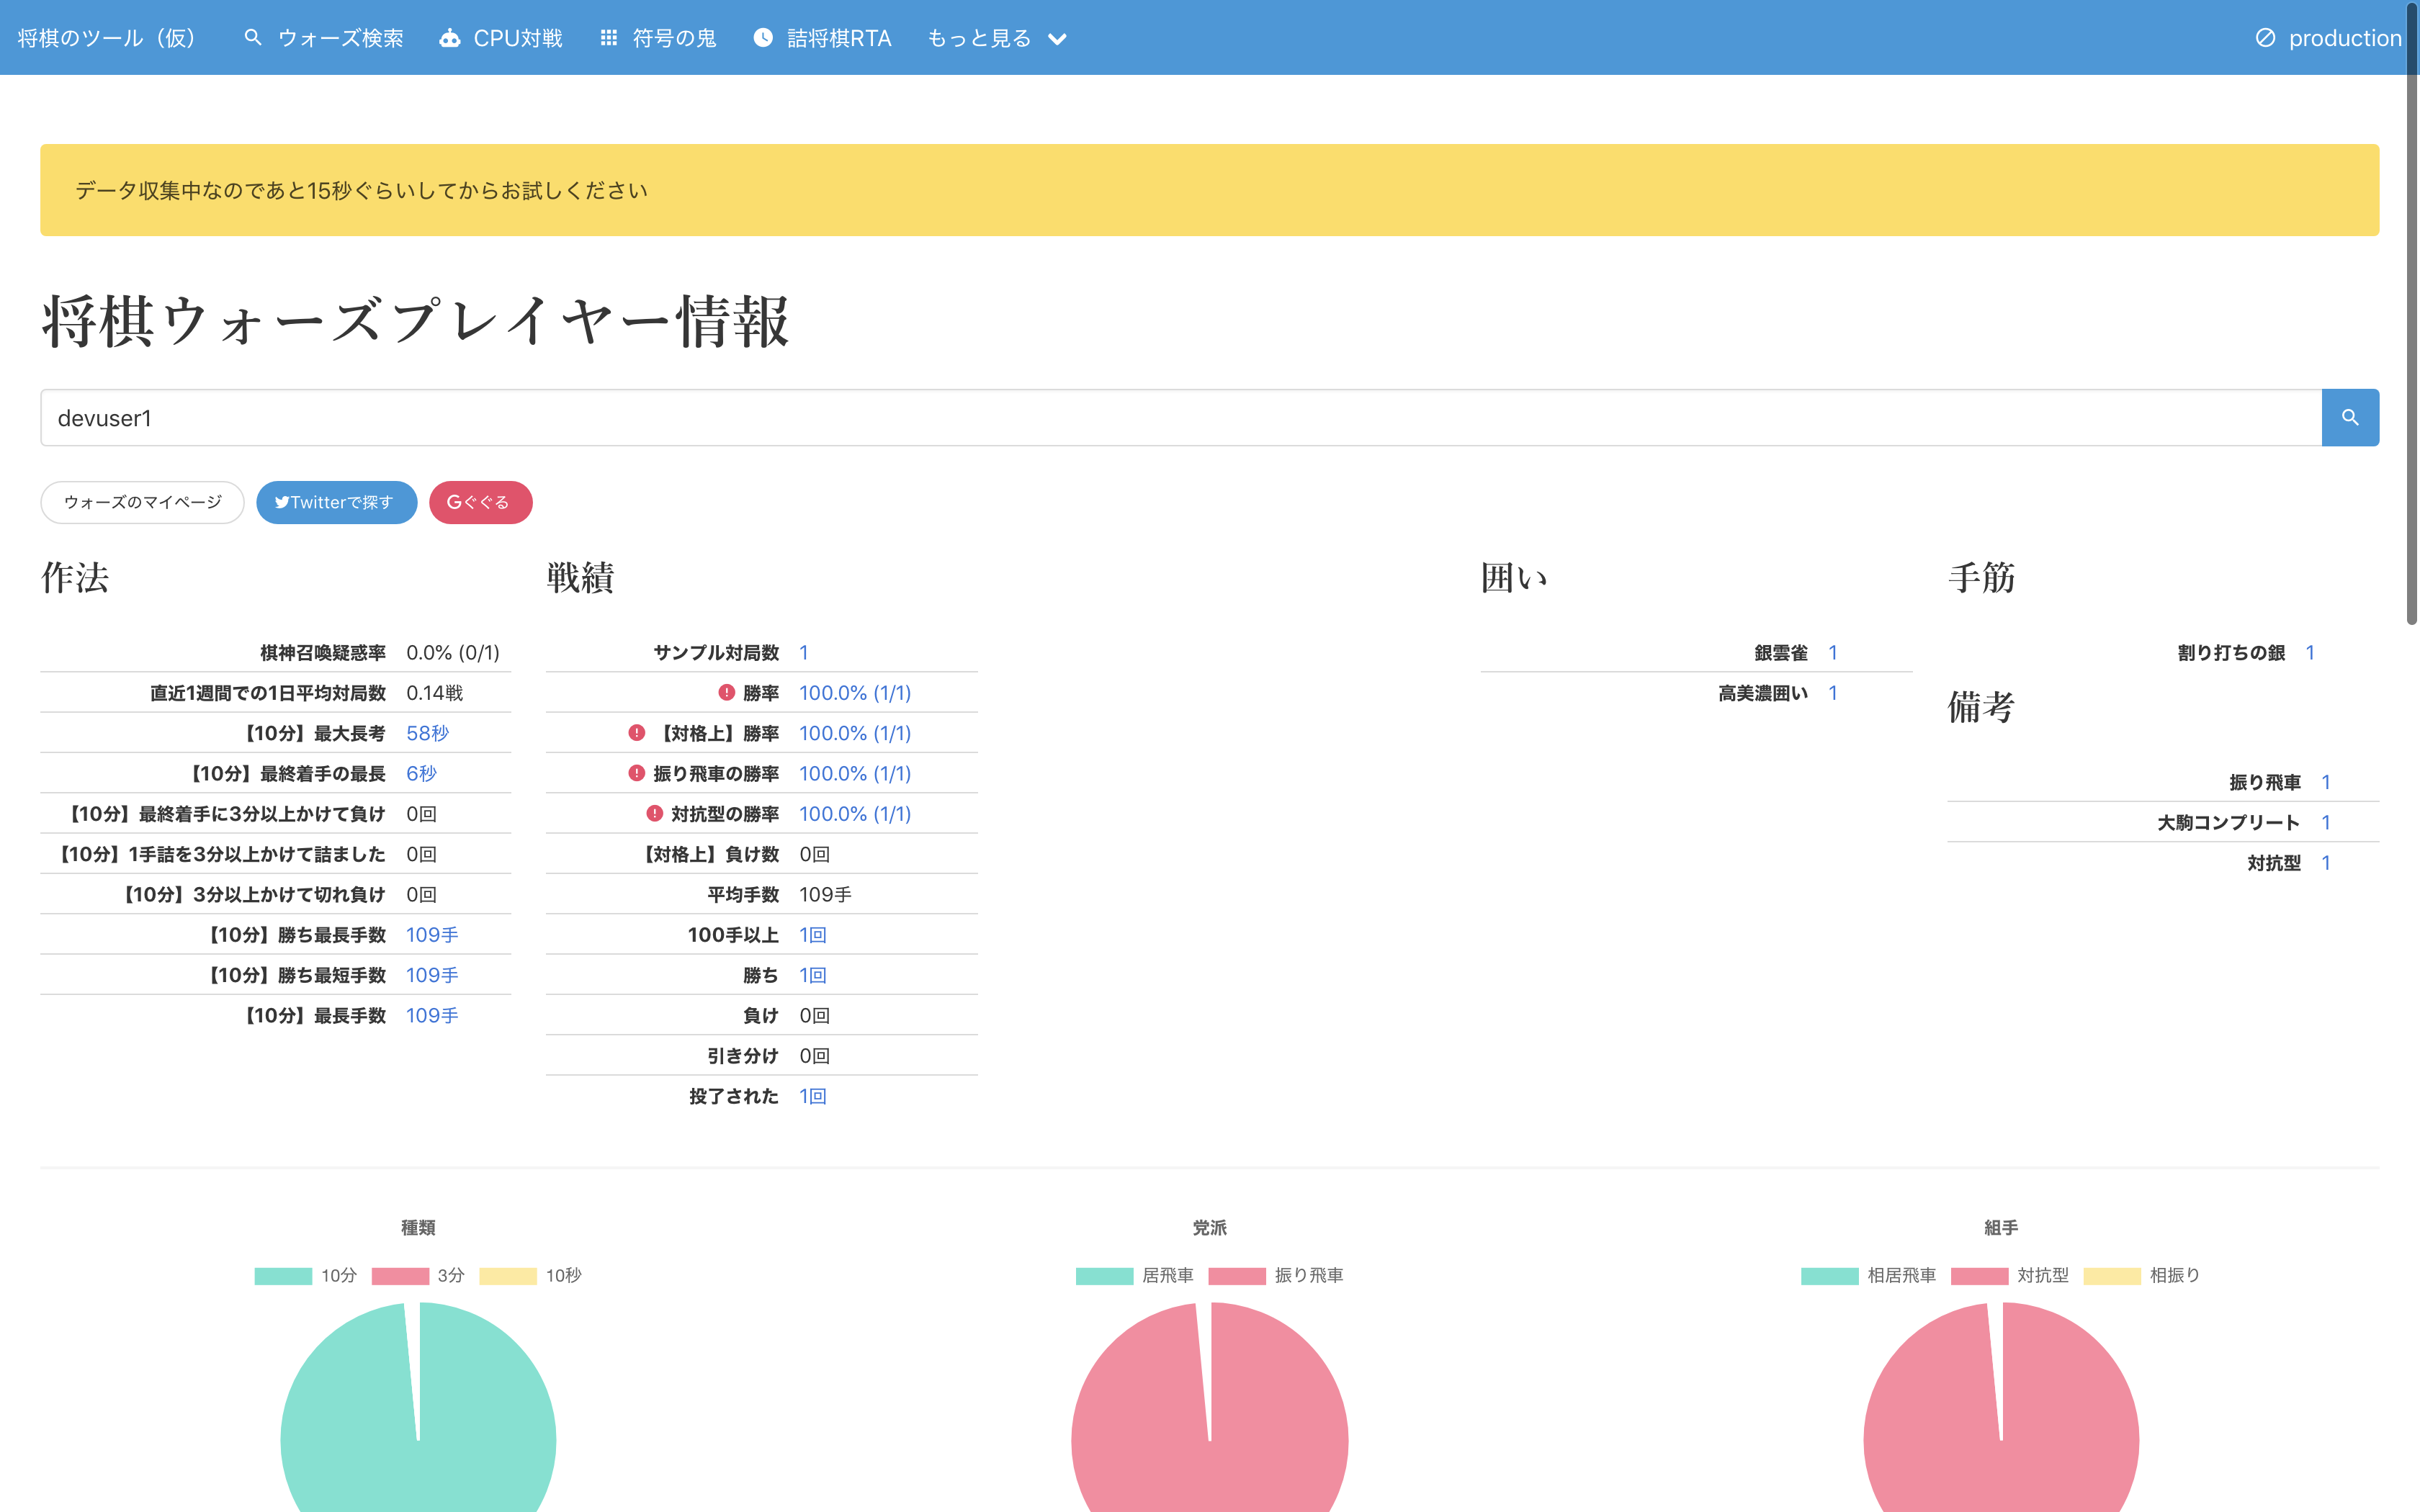 将棋のツール（仮） ウォーズ検索 CPU対戦 符号の鬼 詰将棋RTA もっと見る production
データ収集中なのであと15秒ぐらいしてからお試しください
将棋ウォーズプレイヤー情報
devuser1
ウォーズのマイページ Twitterで探す Gぐぐる
作法
棋神召喚疑惑率 0.0% (0/1)
直近1週間での1日平均対局数 0.14戦
【10分】最大長考 58秒
【10分】最終着手の最長 6秒
【10分】最終着手に3分以上かけて負け 0回
【10分】1手詰を3分以上かけて詰ました 0回
【10分】3分以上かけて切れ負け 0回
【10分】勝ち最長手数 109手
【10分】勝ち最短手数 109手
【10分】最長手数 109手
戦績
サンプル対局数 1
勝率 100.0% (1/1)
【対格上】勝率 100.0% (1/1)
振り飛車の勝率 100.0% (1/1)
対抗型の勝率 100.0% (1/1)
【対格上】負け数 0回
平均手数 109手
100手以上 1回
勝ち 1回
負け 0回
引き分け 0回
投了された 1回
囲い
銀雲雀 1
高美濃囲い 1
手筋
割り打ちの銀 1
備考
振り飛車 1
大駒コンプリート 1
対抗型 1
種類
10分 3分 10秒
党派
居飛車 振り飛車
組手
相居飛車 対抗型 相振り